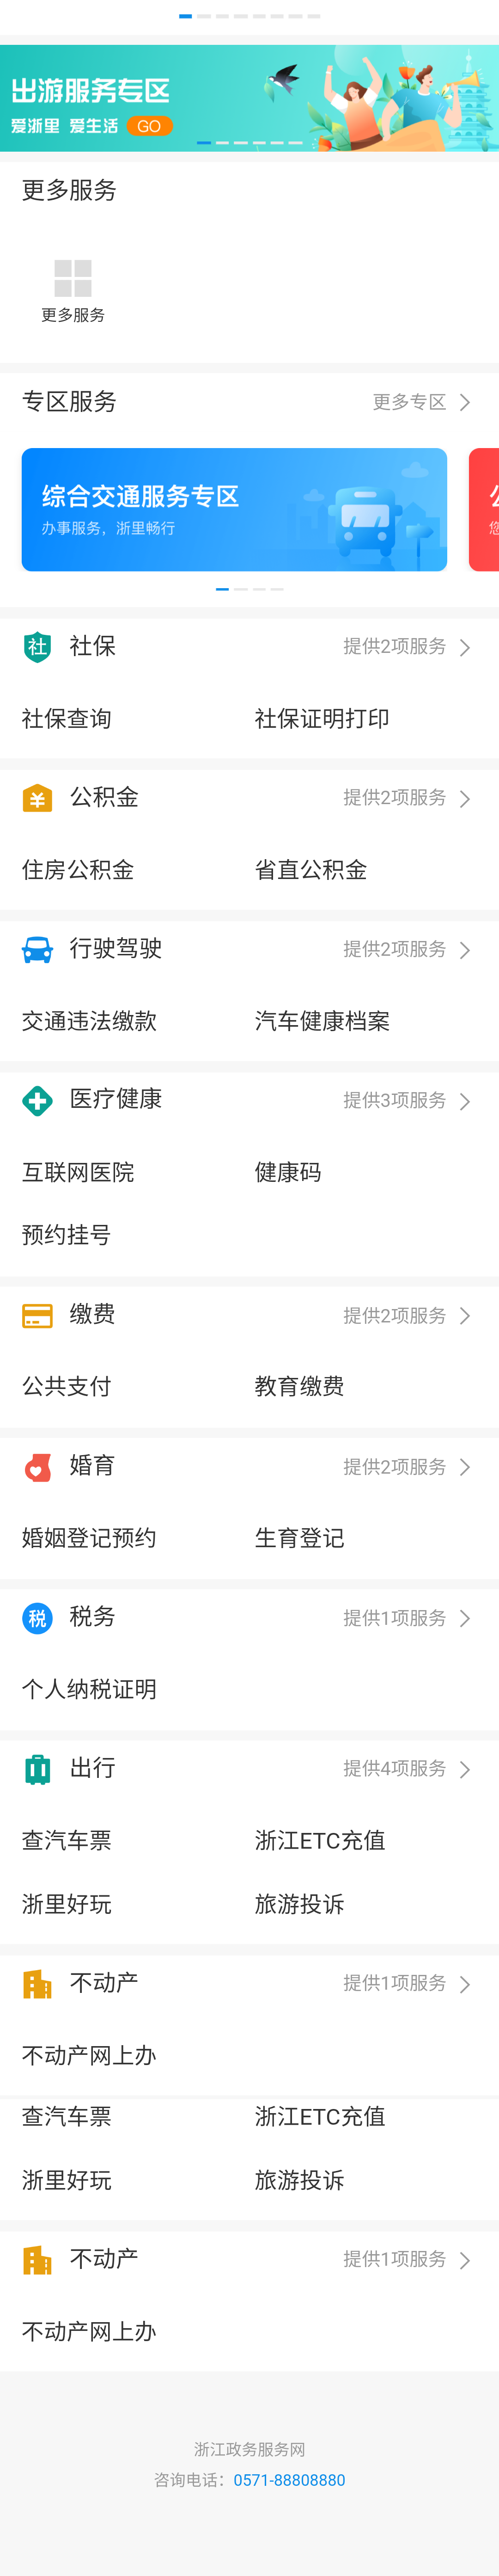 出游服务专区
爱浙里 爱生活 GO
更多服务
更多服务
专区服务 更多专区
综合交通服务专区 公
办事服务，浙里畅行 您
社 社保 提供2项服务
社保查询 社保证明打印
¥ 公积金 提供2项服务
住房公积金 省直公积金
行驶驾驶 提供2项服务
交通违法缴款 汽车健康档案
医疗健康 提供3项服务
互联网医院 健康码
预约挂号
缴费 提供2项服务
公共支付 教育缴费
婚育 提供2项服务
婚姻登记预约 生育登记
税 税务 提供1项服务
个人纳税证明
出行 提供4项服务
查汽车票 浙江ETC充值
浙里好玩 旅游投诉
不动产 提供1项服务
不动产网上办
查汽车票 浙江ETC充值
浙里好玩 旅游投诉
不动产 提供1项服务
不动产网上办
浙江政务服务网
咨询电话：0571-88808880